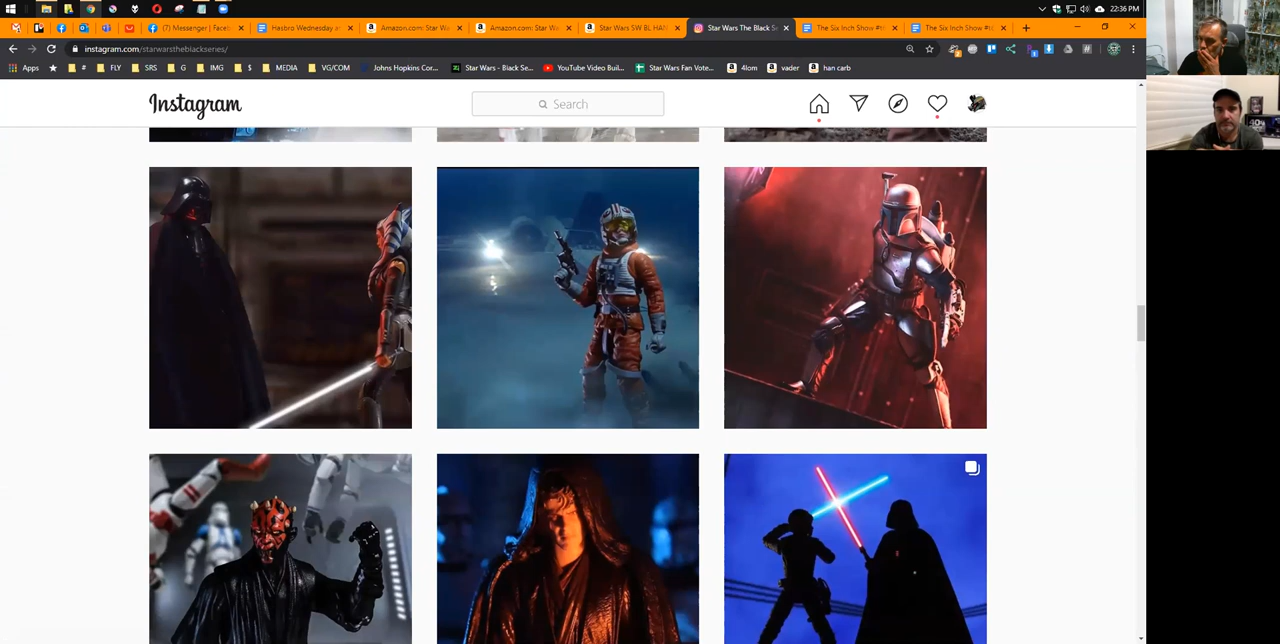 22:36 PM
(7) Messenger | Faceb
Hasbro Wednesday a
Amazon.com: Star W
Amazon.com: Star W
Star Wars SW BL HAN
Star Wars The Black S
The Six Inch Show #1
The Six Inch Show #1
instagram.com/starwarstheblackseries/
Apps
#
FLY
SRS
G
IMG
$
MEDIA
VG/COM
Johns Hopkins Cor...
Star Wars - Black Se...
YouTube Video Buil...
Star Wars Fan Vote...
4lom
vader
han carb
Instagram
Search